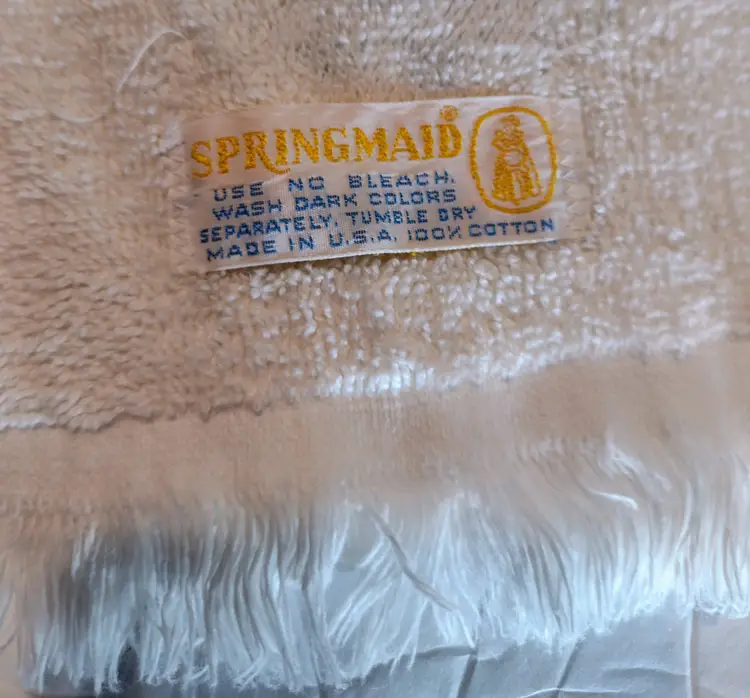 SPRINGMAID®
USE NO BLEACH.
WASH DARK COLORS
SEPARATELY, TUMBLE DRY
MADE IN U.S.A. 100% COTTON